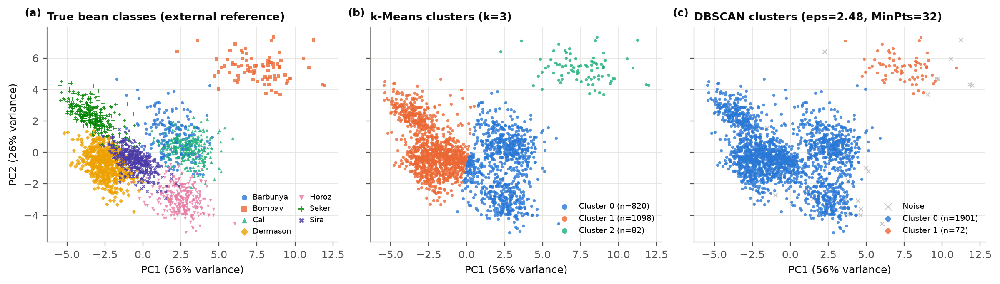 (a) True bean classes (external reference)
PC2 (26% variance)
6
4
2
0
−2
−4
Barbunya
Bombay
Cali
Dermason
Horoz
Seker
Sira
−5.0 −2.5 0.0 2.5 5.0 7.5 10.0 12.5
PC1 (56% variance)
(b) k-Means clusters (k=3)
Cluster 0 (n=820)
Cluster 1 (n=1098)
Cluster 2 (n=82)
−5.0 −2.5 0.0 2.5 5.0 7.5 10.0 12.5
PC1 (56% variance)
(c) DBSCAN clusters (eps=2.48, MinPts=32)
Noise
Cluster 0 (n=1901)
Cluster 1 (n=72)
−5.0 −2.5 0.0 2.5 5.0 7.5 10.0 12.5
PC1 (56% variance)